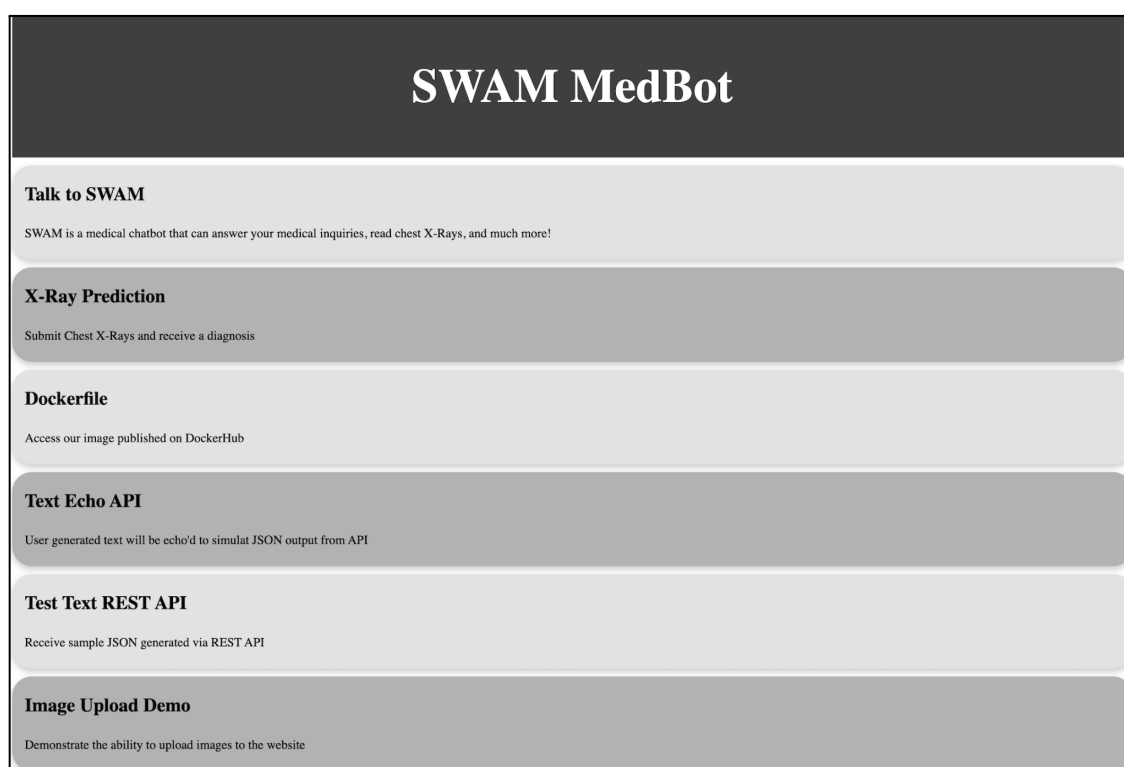 SWAM MedBot
Talk to SWAM
SWAM is a medical chatbot that can answer your medical inquiries, read chest X-Rays, and much more!
X-Ray Prediction
Submit Chest X-Rays and receive a diagnosis
Dockerfile
Access our image published on DockerHub
Text Echo API
User generated text will be echo'd to simulat JSON output from API
Test Text REST API
Receive sample JSON generated via REST API
Image Upload Demo
Demonstrate the ability to upload images to the website